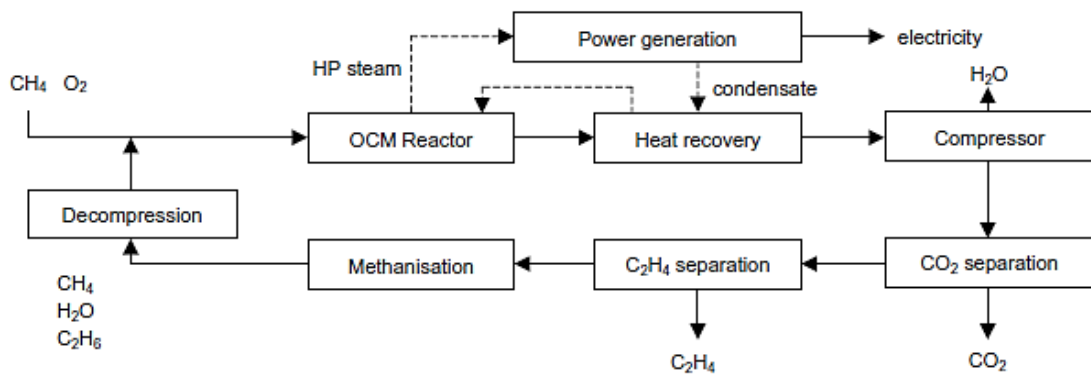 Power generation
electricity
HP steam
condensate
CH₄ O₂
H₂O
OCM Reactor
Heat recovery
Compressor
Decompression
Methanisation
C₂H₄ separation
CO₂ separation
CH₄
H₂O
C₂H₆
C₂H₄
CO₂